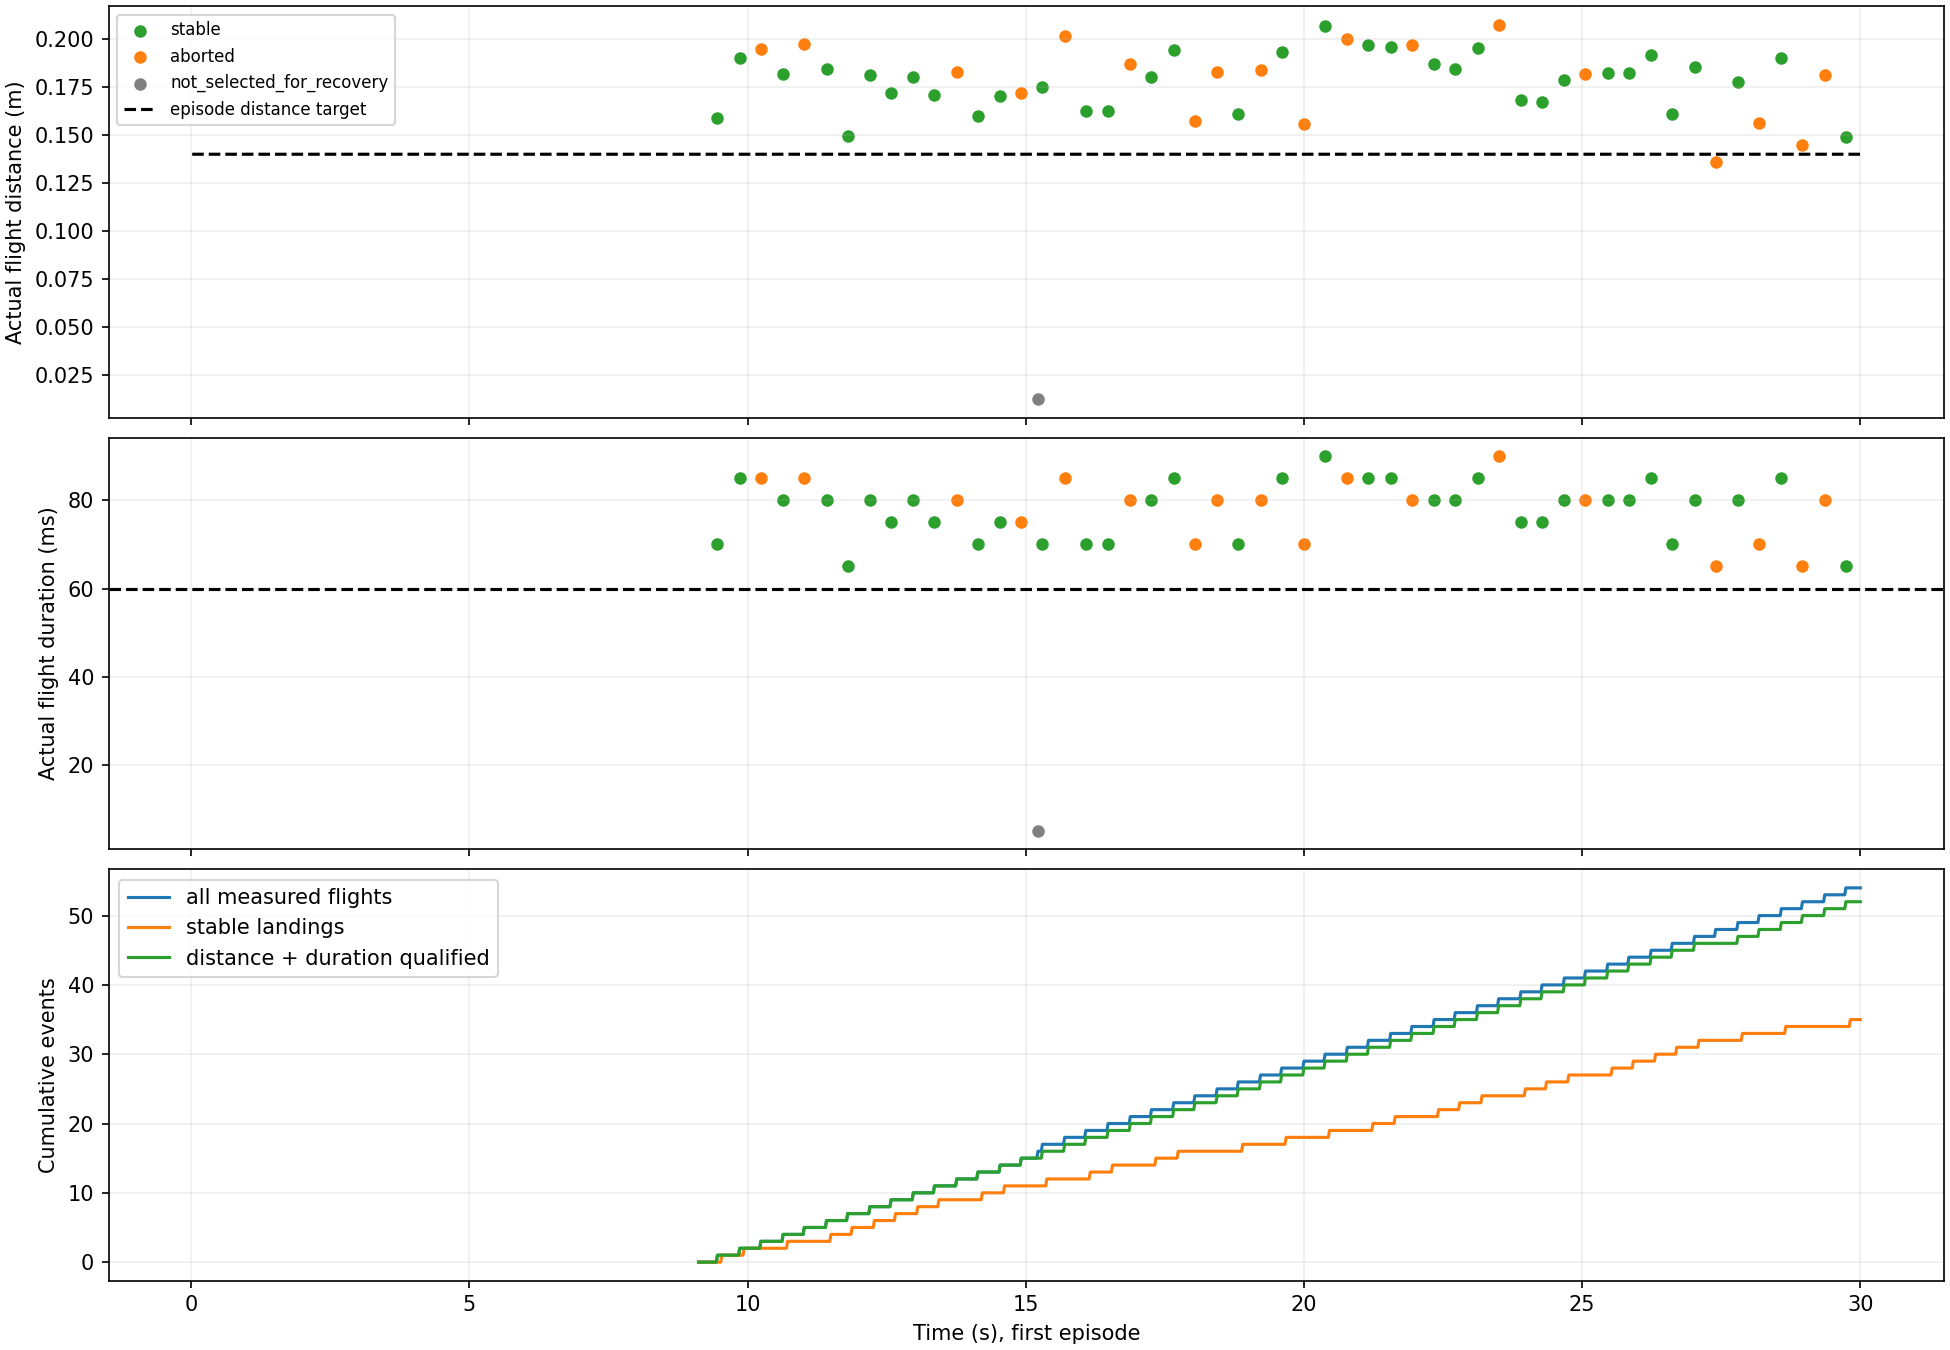 stable
aborted
not_selected_for_recovery
episode distance target
Actual flight distance (m)
0.200
0.175
0.150
0.125
0.100
0.075
0.050
0.025
Actual flight duration (ms)
80
60
40
20
all measured flights
stable landings
distance + duration qualified
Cumulative events
50
40
30
20
10
0
0 5 10 15 20 25 30
Time (s), first episode